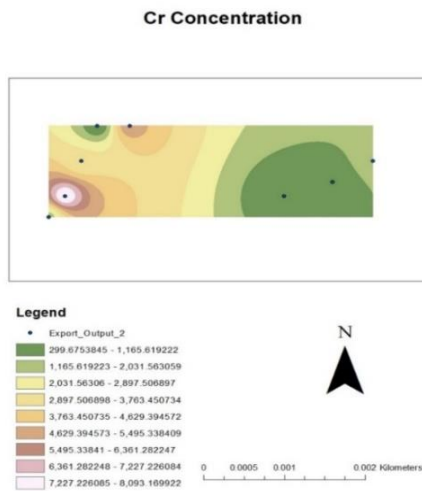 Cr Concentration
Legend
Export_Output_2
299.6753845 - 1,165.619222
1,165.619223 - 2,031.563059
2,031.56306 - 2,897.506897
2,897.506898 - 3,763.450734
3,763.450735 - 4,629.394572
4,629.394573 - 5,495.338409
5,495.33841 - 6,361.282247
6,361.282248 - 7,227.226084
7,227.226085 - 8,093.169922
N
0 0.0005 0.001 0.002 Kilometers